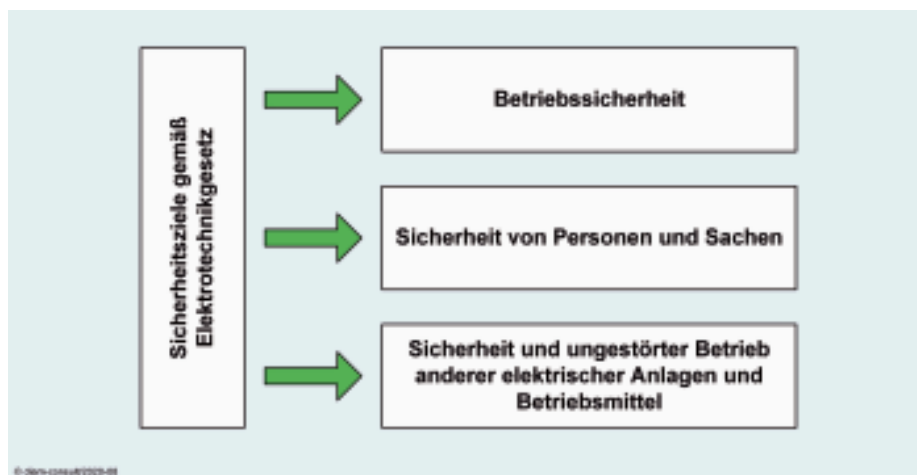 Sicherheitsziele gemäß
Elektrotechnikgesetz
Betriebssicherheit
Sicherheit von Personen und Sachen
Sicherheit und ungestörter Betrieb
anderer elektrischer Anlagen und
Betriebsmittel